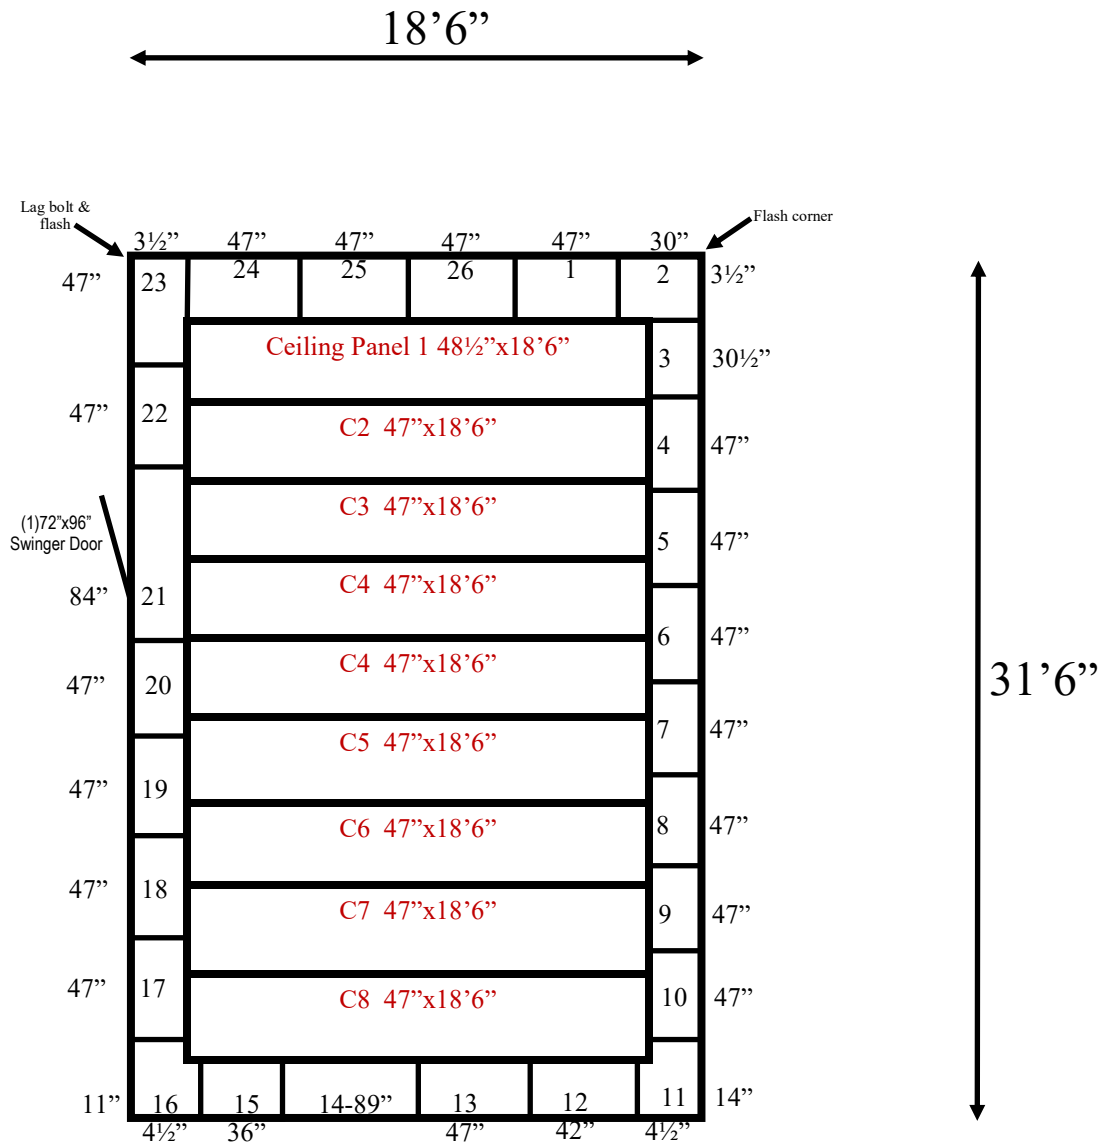 18’6”
Lag bolt &
flash
Flash corner
3½” 47” 47” 47” 47” 30”
47” 23 24 25 26 1 2 3½”
Ceiling Panel 1 48½”x18’6”
3 30½”
47” 22 C2 47”x18’6” 4 47”
C3 47”x18’6”
(1)72”x96”
Swinger Door
5 47”
84” 21 C4 47”x18’6”
6 47”
31’6”
47” 20 C4 47”x18’6”
C5 47”x18’6” 7 47”
47” 19
C6 47”x18’6” 8 47”
47” 18
C7 47”x18’6” 9 47”
47” 17 C8 47”x18’6” 10 47”
11” 16 15 14-89” 13 12 11 14”
4½” 36” 47” 42” 4½”